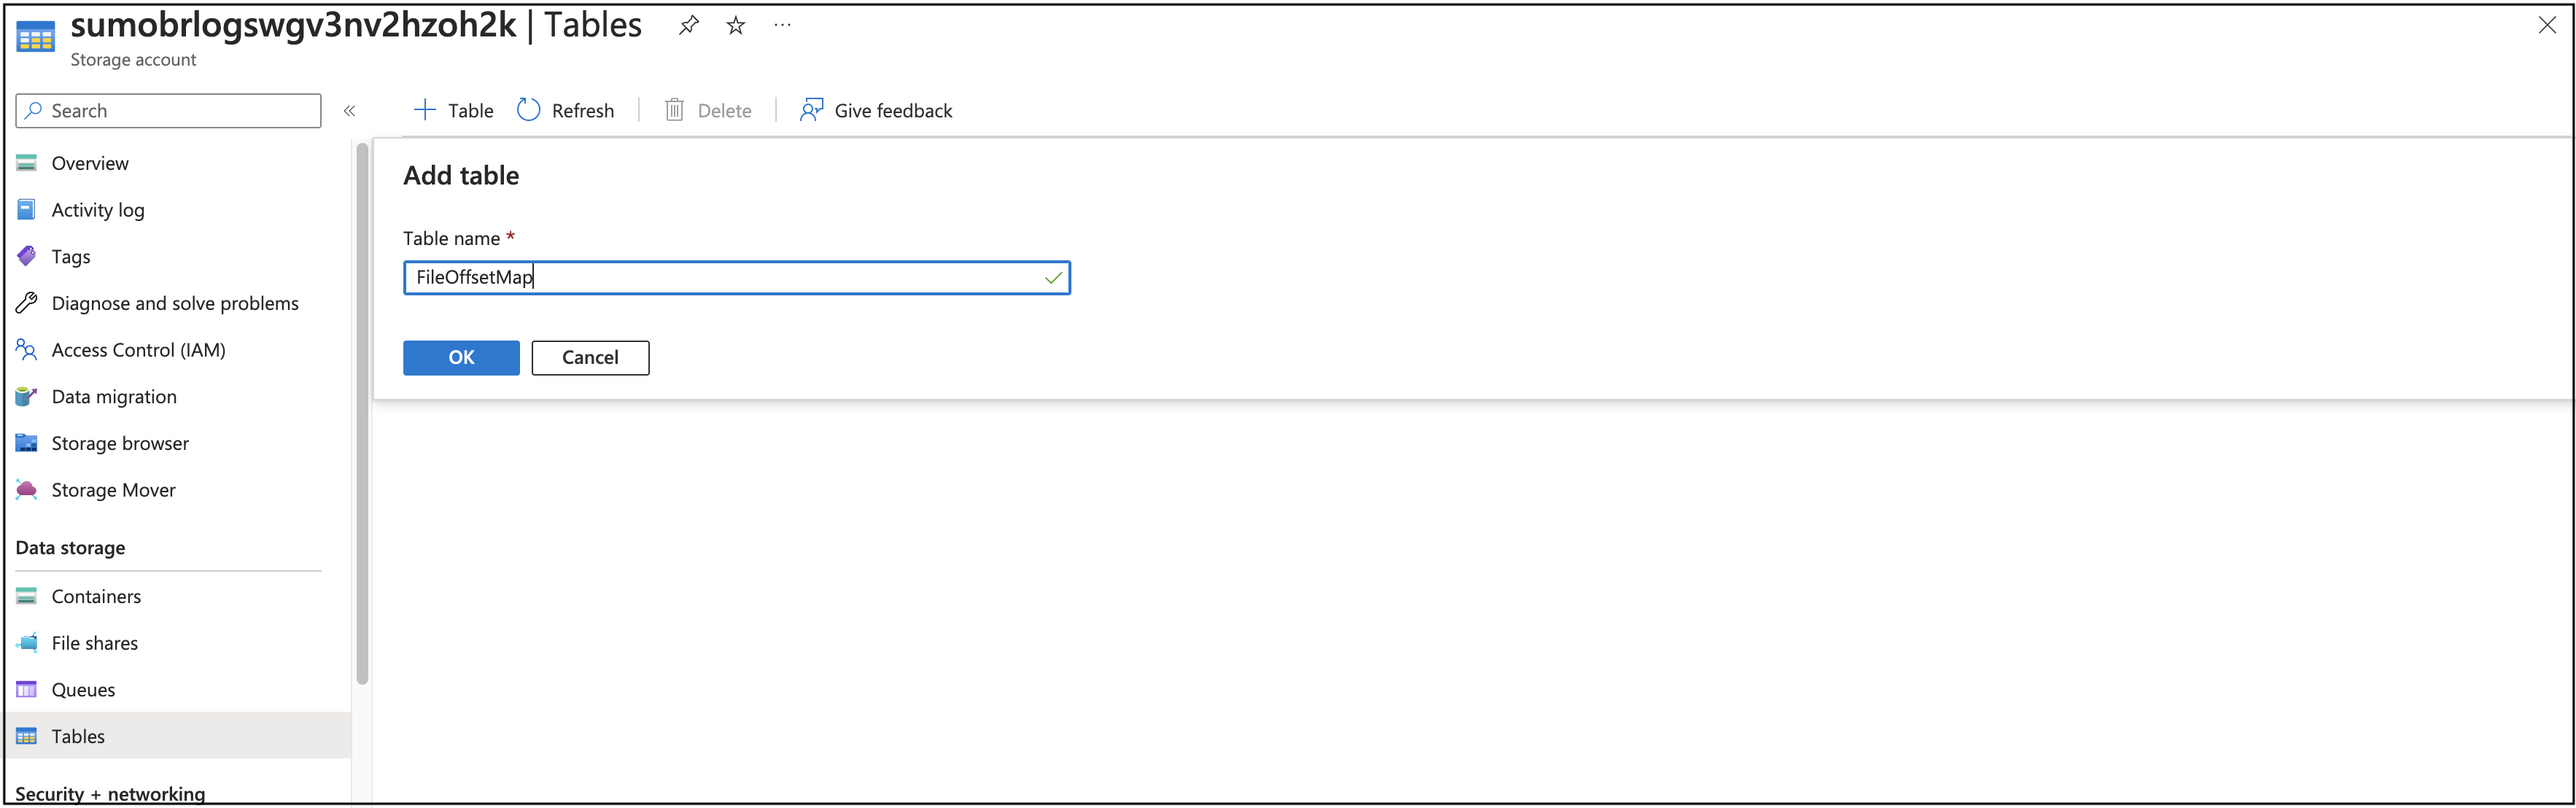 sumobrlogswgv3nv2hzoh2k | Tables
Storage account
Search
Table
Refresh
Delete
Give feedback
Overview
Activity log
Tags
Diagnose and solve problems
Access Control (IAM)
Data migration
Storage browser
Storage Mover
Data storage
Containers
File shares
Queues
Tables
Security + networking
Add table
Table name *
FileOffsetMap
OK
Cancel